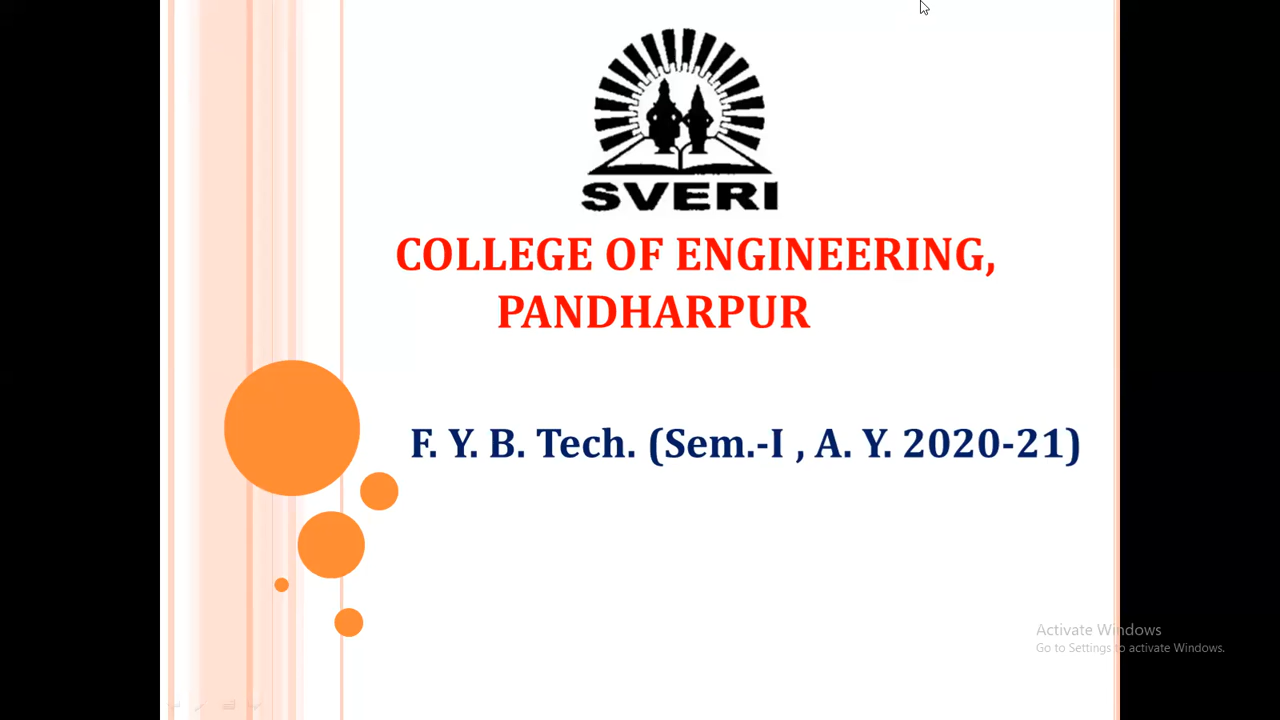 SVERI
COLLEGE OF ENGINEERING,
PANDHARPUR
F. Y. B. Tech. (Sem.-I , A. Y. 2020-21)
Activate Windows
Go to Settings to activate Windows.